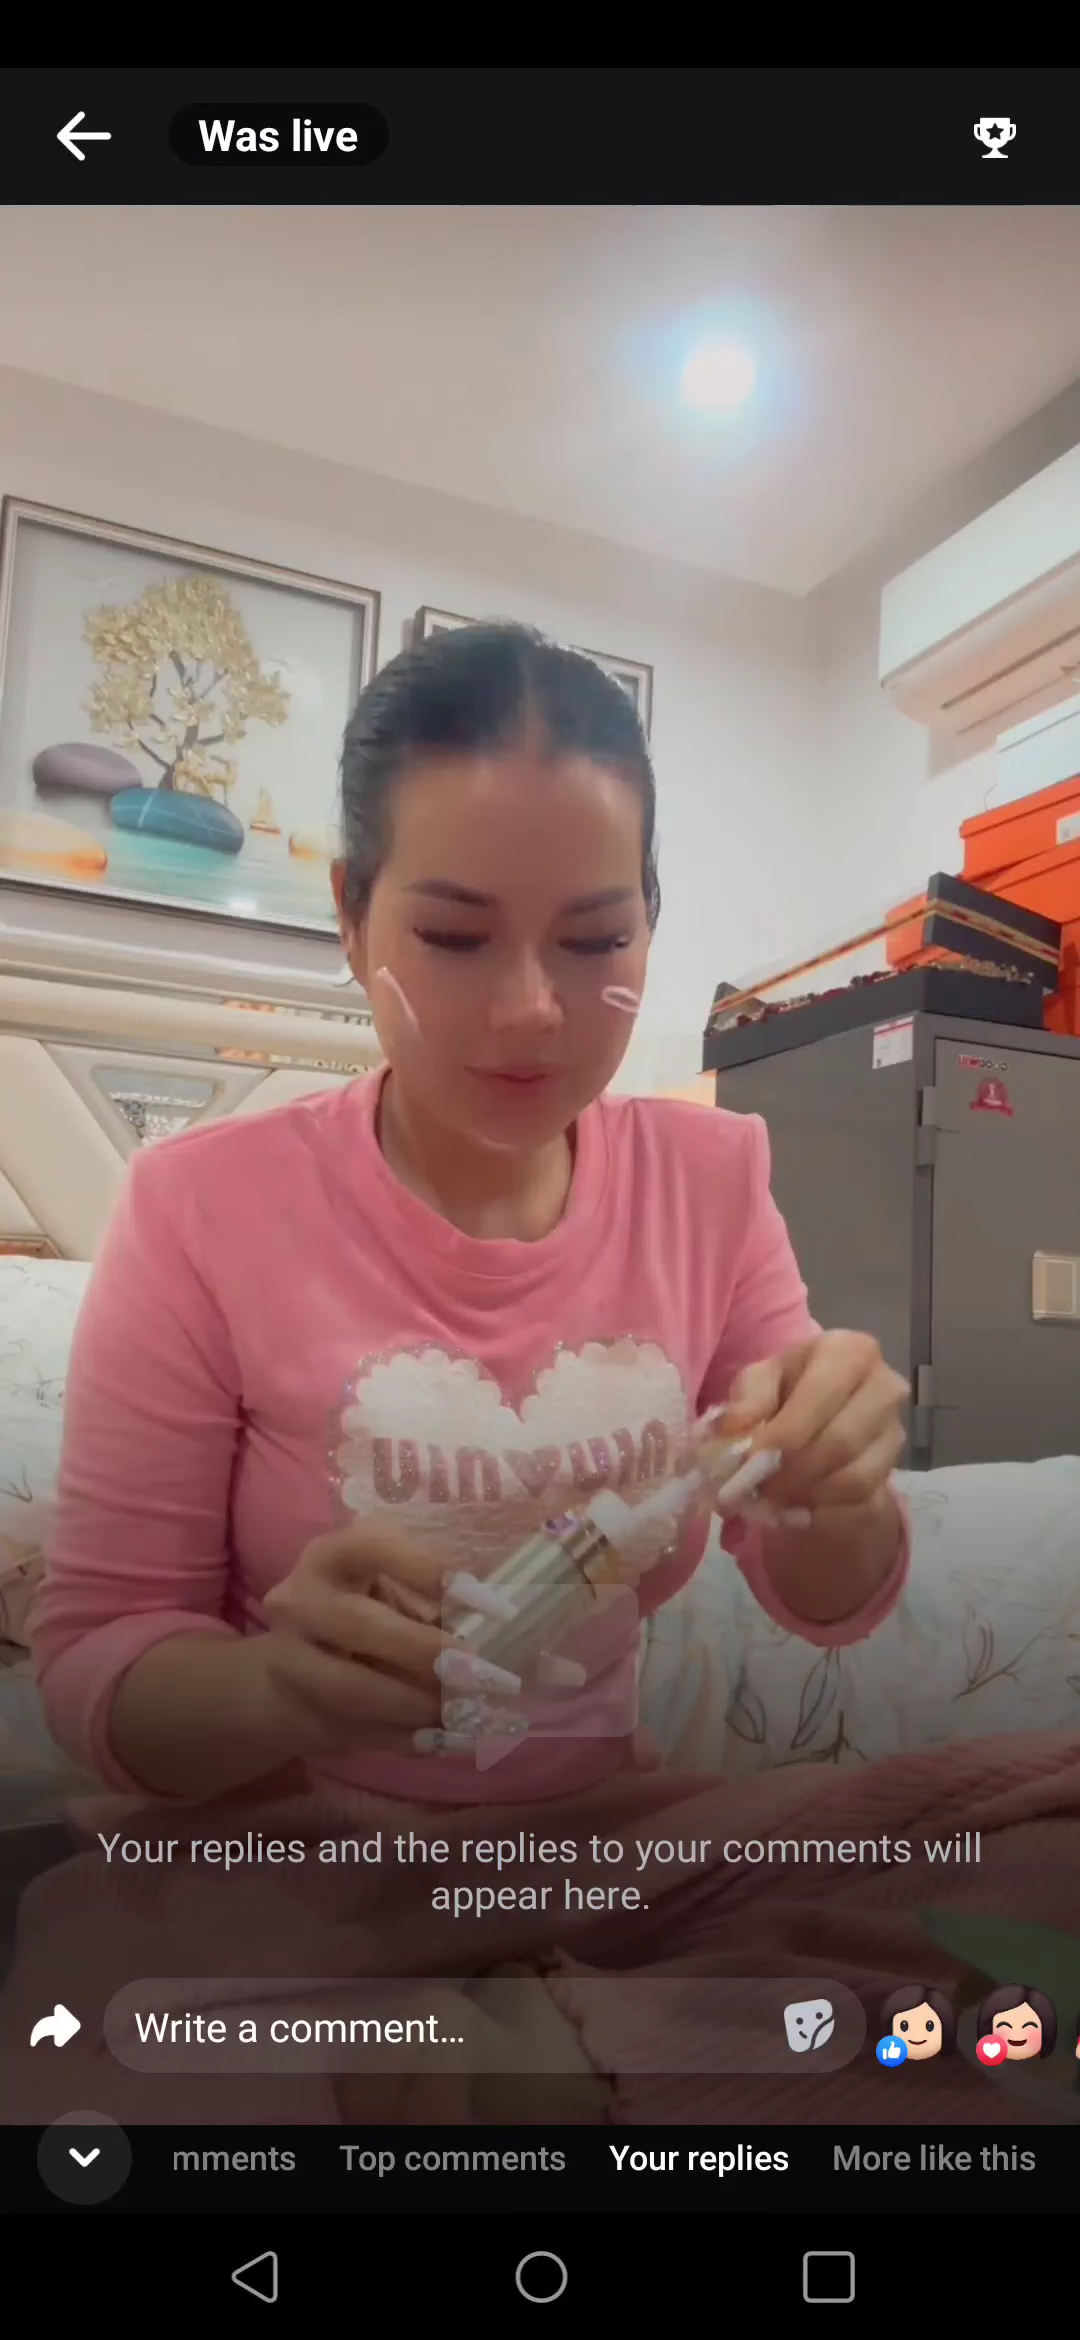 Was live
Your replies and the replies to your comments will
appear here.
Write a comment...
mments
Top comments
Your replies
More like this